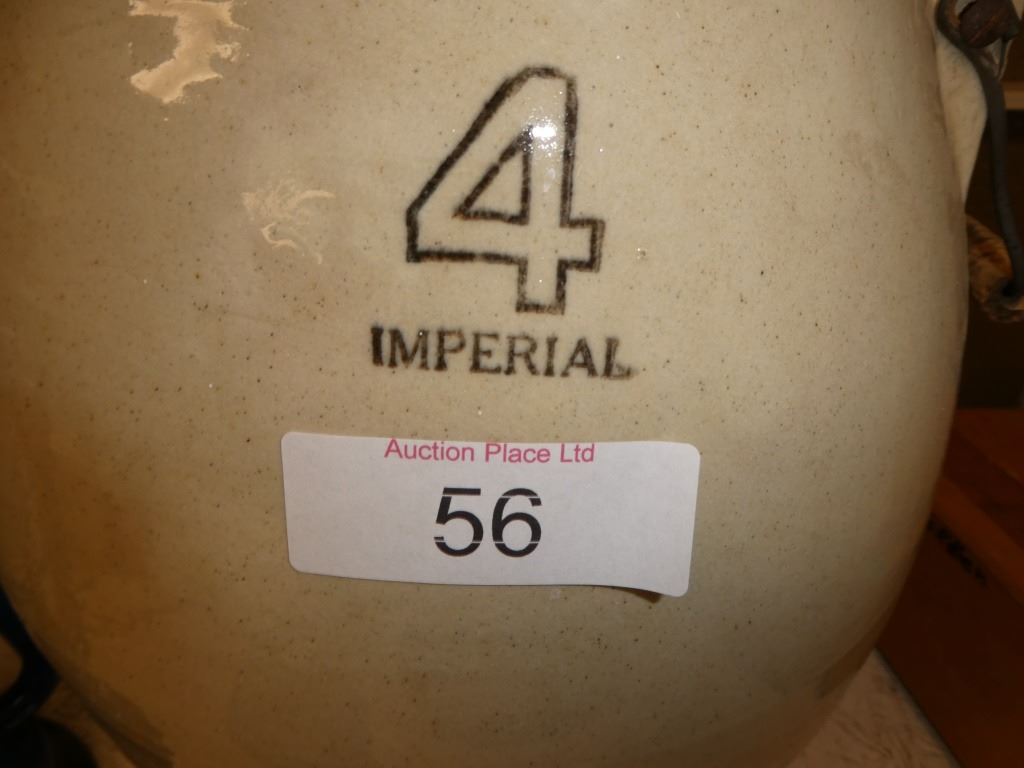 4
IMPERIAL
Auction Place Ltd
56